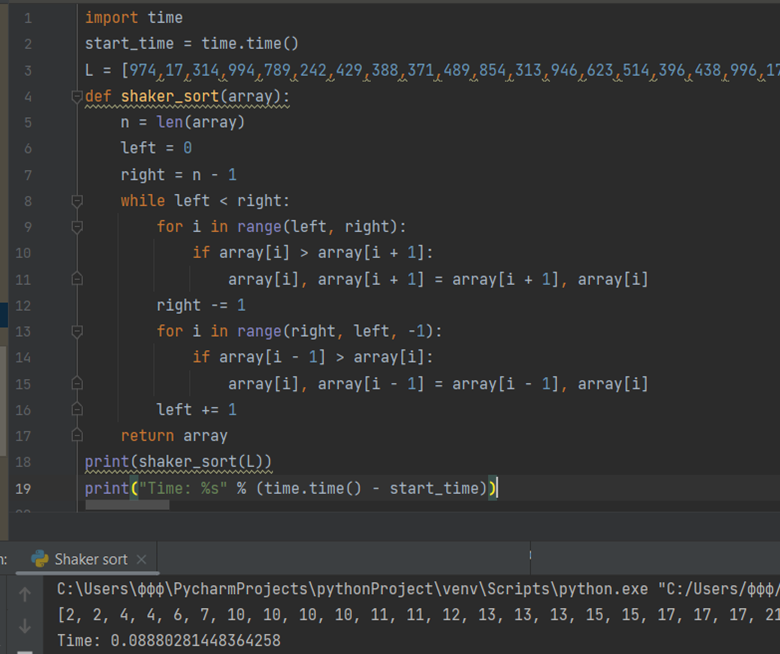 1 import time
2 start_time = time.time()
3 L = [974,17,314,994,789,242,429,388,371,489,854,313,946,623,514,396,438,996,17
4 def shaker_sort(array):
5 n = len(array)
6 left = 0
7 right = n - 1
8 while left < right:
9 for i in range(left, right):
10 if array[i] > array[i + 1]:
11 array[i], array[i + 1] = array[i + 1], array[i]
12 right -= 1
13 for i in range(right, left, -1):
14 if array[i - 1] > array[i]:
15 array[i], array[i - 1] = array[i - 1], array[i]
16 left += 1
17 return array
18 print(shaker_sort(L))
19 print("Time: %s" % (time.time() - start_time))
Shaker sort
C:\Users\ффф\PycharmProjects\pythonProject\venv\Scripts\python.exe "C:/Users/ффф/
[2, 2, 4, 4, 6, 7, 10, 10, 10, 10, 11, 11, 12, 13, 13, 13, 15, 15, 17, 17, 17, 21
Time: 0.08880281448364258